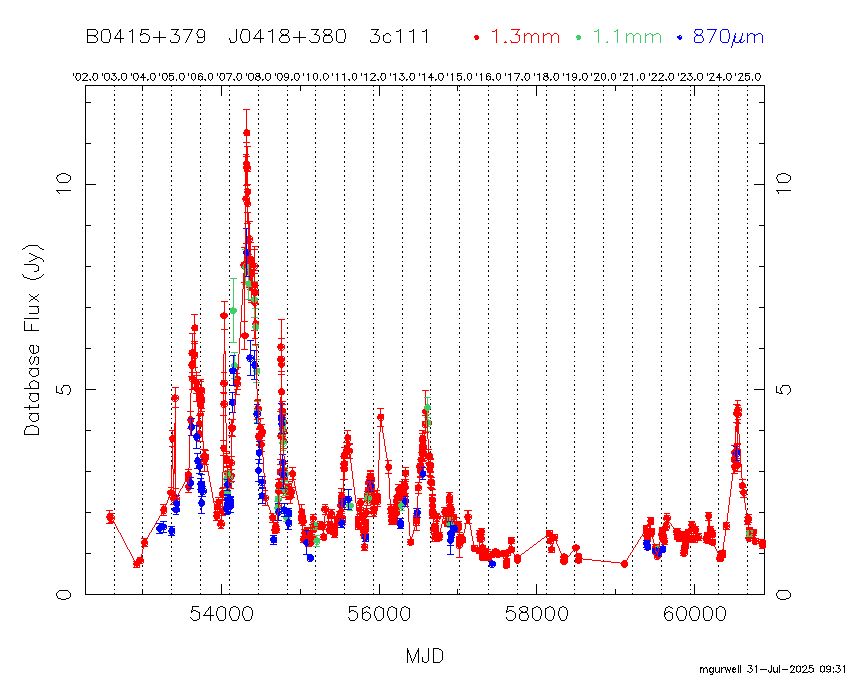 B0415+379 J0418+380 3c111 1.3mm 1.1mm 870μm
'02.0 '03.0 '04.0 '05.0 '06.0 '07.0 '08.0 '09.0 '10.0 '11.0 '12.0 '13.0 '14.0 '15.0 '16.0 '17.0 '18.0 '19.0 '20.0 '21.0 '22.0 '23.0 '24.0 '25.0
10 10
Database Flux (Jy)
5 5
0 0
54000 56000 58000 60000
MJD
mgurwell 31-Jul-2025 09:31